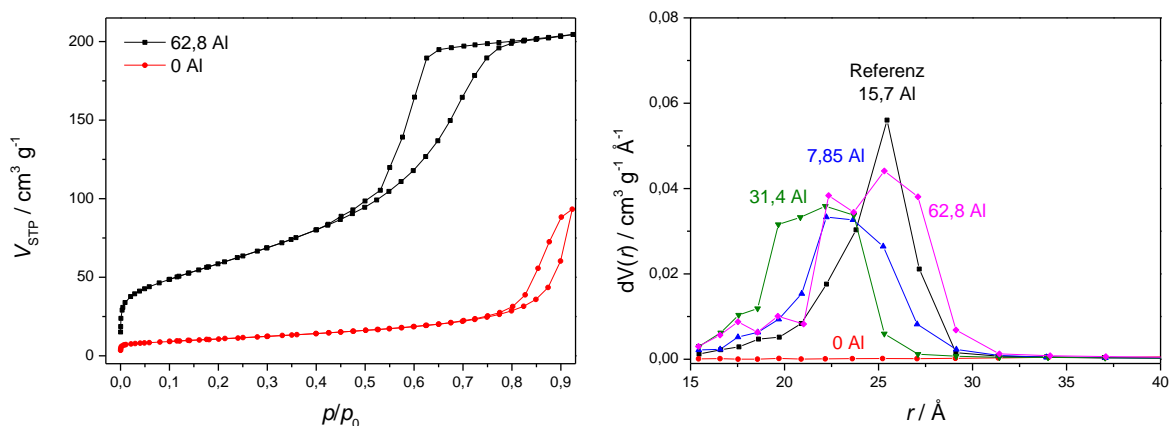 62,8 Al
0 Al
200
150
100
50
0
V_STP / cm³ g⁻¹
0,0 0,1 0,2 0,3 0,4 0,5 0,6 0,7 0,8 0,9
p/p₀
0,08
0,06
0,04
0,02
0,00
dV(r) / cm³ g⁻¹ Å⁻¹
Referenz
15,7 Al
7,85 Al
31,4 Al
62,8 Al
0 Al
15 20 25 30 35 40
r / Å